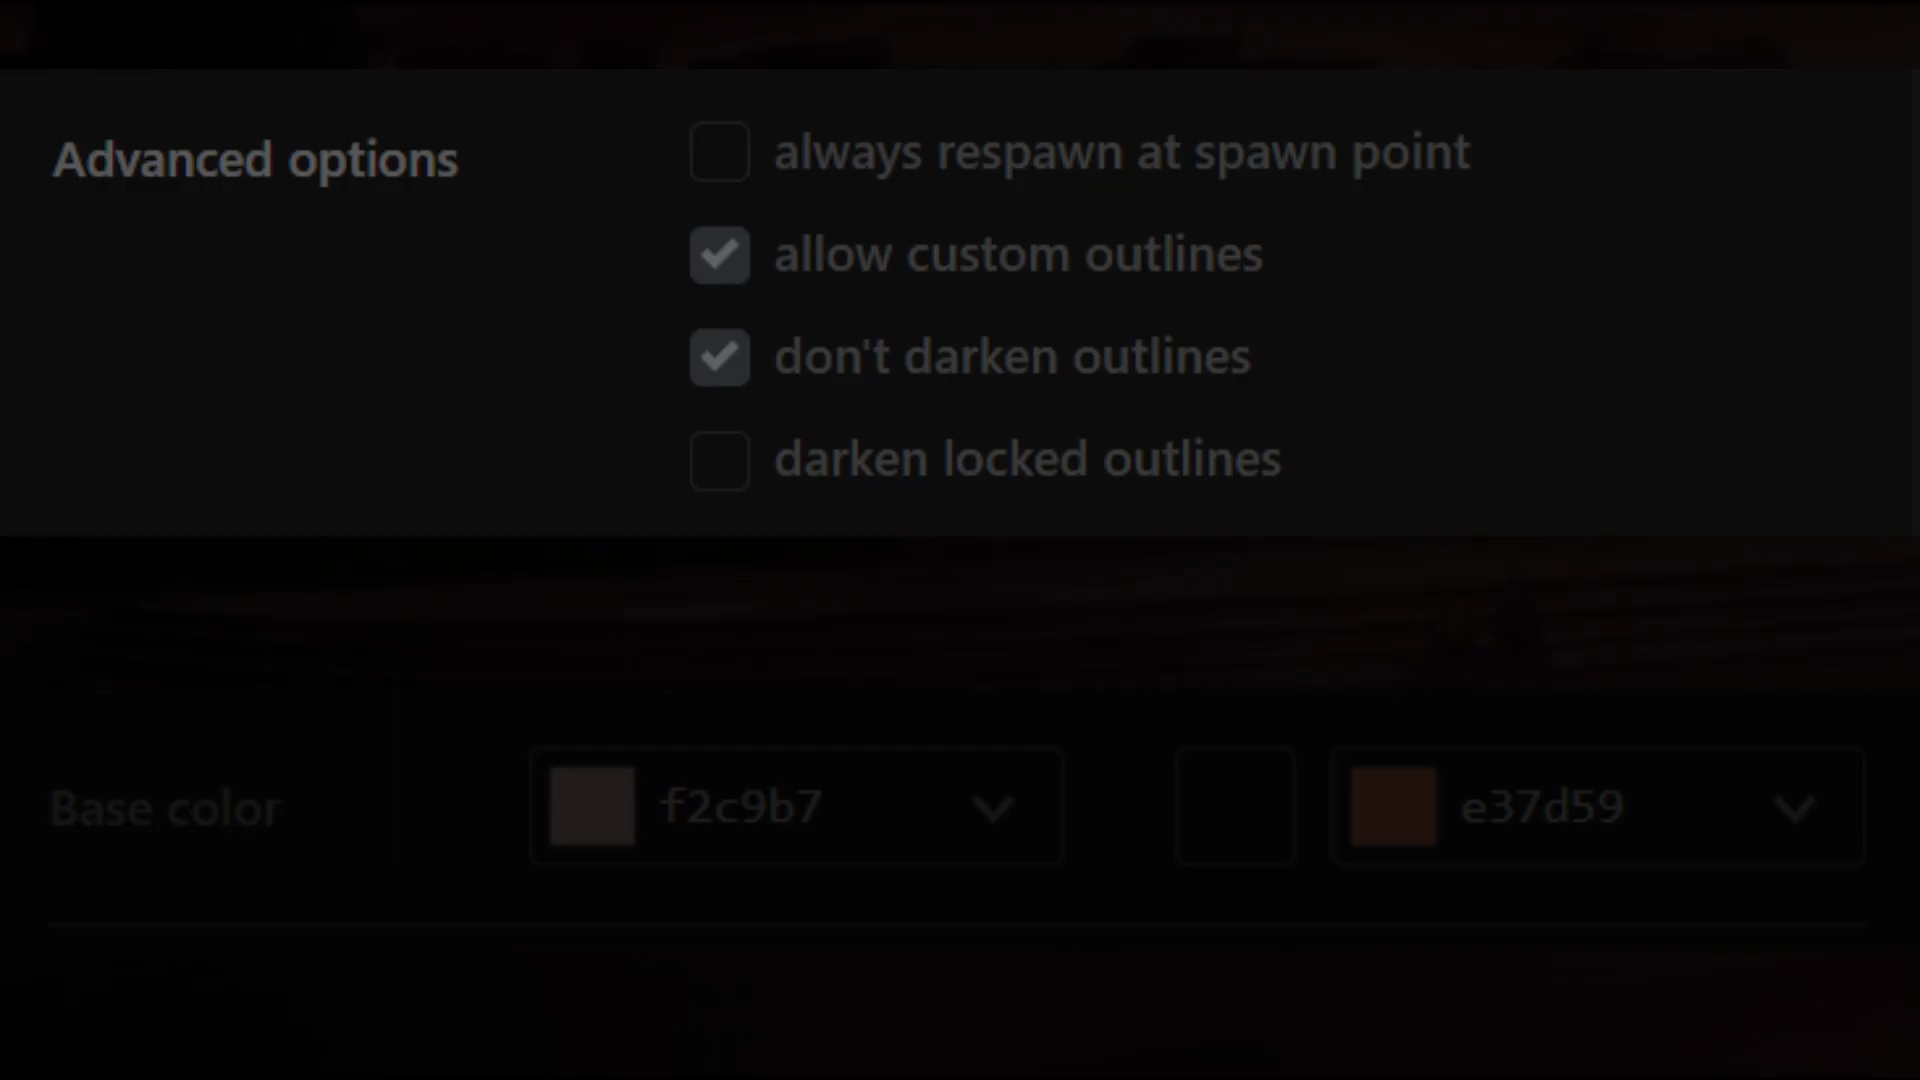 Advanced options
always respawn at spawn point
allow custom outlines
don't darken outlines
darken locked outlines
Base color
f2c9b7
e37d59